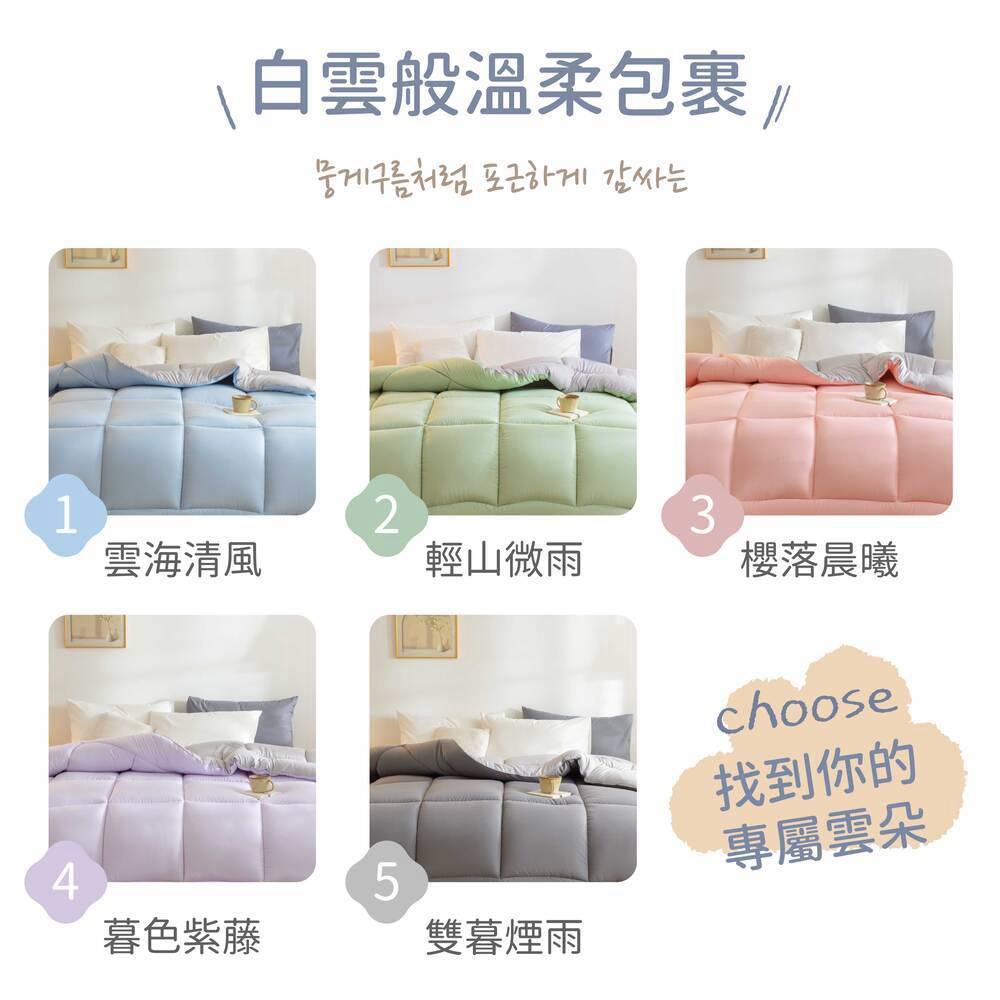 白雲般溫柔包裹
뭉게구름처럼 포근하게 감싸는
1
雲海清風
2
輕山微雨
3
櫻落晨曦
4
暮色紫藤
5
雙暮煙雨
choose
找到你的
專屬雲朵